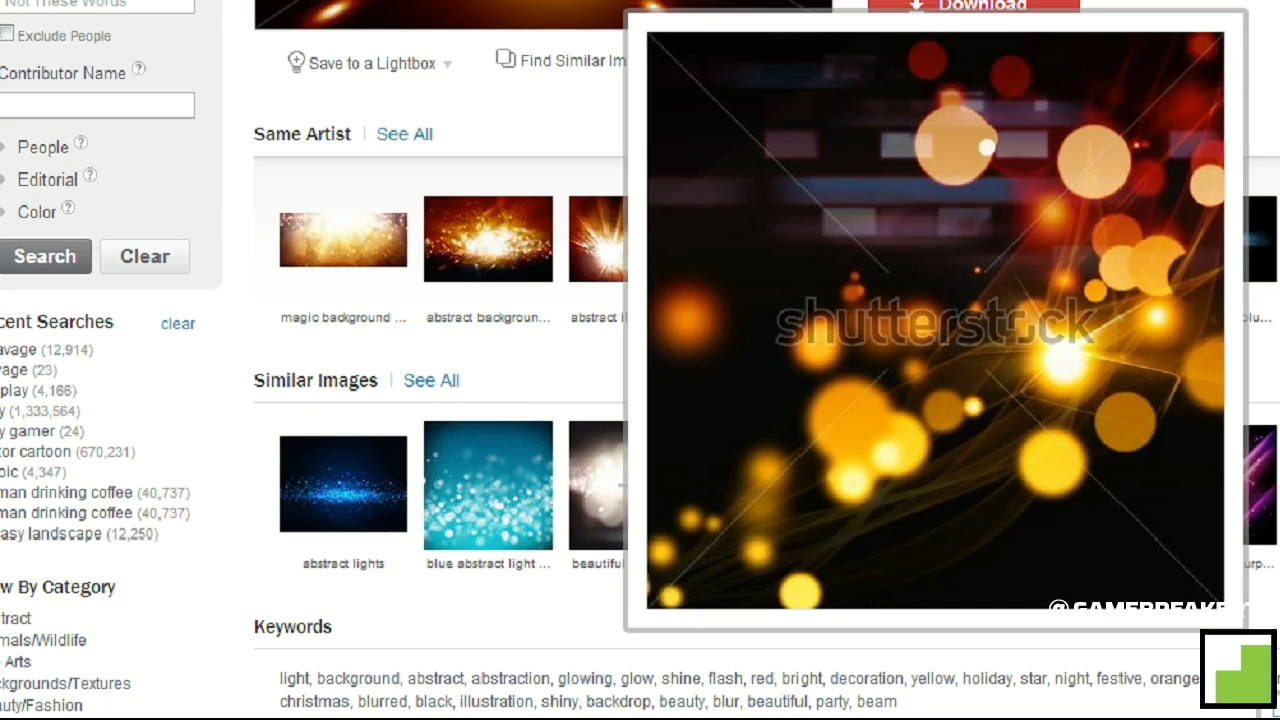 Not These Words
Exclude People
Contributor Name
People
Editorial
Color
Search Clear
cent Searches clear
avage (12,914)
vage (23)
play (4,166)
y (1,333,564)
y gamer (24)
tor cartoon (670,231)
oic (4,347)
man drinking coffee (40,737)
man drinking coffee (40,737)
asy landscape (12,250)
w By Category
tract
mals/Wildlife
Arts
kgrounds/Textures
uty/Fashion
Download
Save to a Lightbox
Find Similar Im
Same Artist | See All
magic background ...
abstract backgroun...
abstract il
Similar Images | See All
abstract lights
blue abstract light ...
beautiful
shutterstock
Keywords
light, background, abstract, abstraction, glowing, glow, shine, flash, red, bright, decoration, yellow, holiday, star, night, festive, orange
christmas, blurred, black, illustration, shiny, backdrop, beauty, blur, beautiful, party, beam